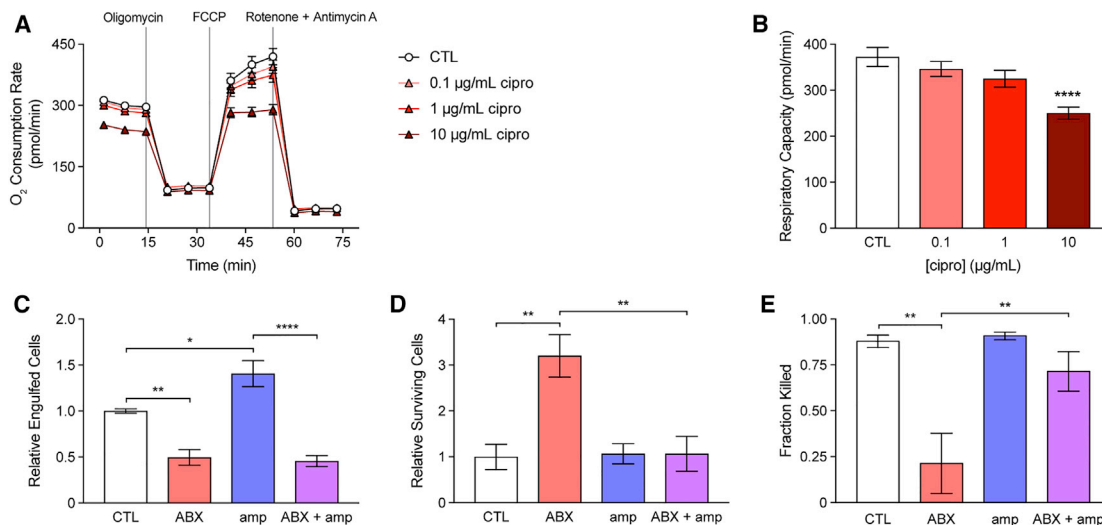 A
Oligomycin FCCP Rotenone + Antimycin A
O2 Consumption Rate
(pmol/min)
450
300
150
0
0 15 30 45 60 75
Time (min)
CTL
0.1 µg/mL cipro
1 µg/mL cipro
10 µg/mL cipro
B
Respiratory Capacity (pmol/min)
400
300
200
100
0
****
CTL 0.1 1 10
[cipro] (µg/mL)
C
Relative Engulfed Cells
2.0
1.5
1.0
0.5
0
****
*
**
CTL ABX amp ABX + amp
D
Relative Surviving Cells
4
3
2
1
0
** **
CTL ABX amp ABX + amp
E
Fraction Killed
1.00
0.75
0.50
0.25
0
**
**
CTL ABX amp ABX + amp